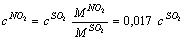 c^{NO_2} = c^{SO_2} \frac{M^{NO_2}}{M^{SO_2}} = 0,017 c^{SO_2}